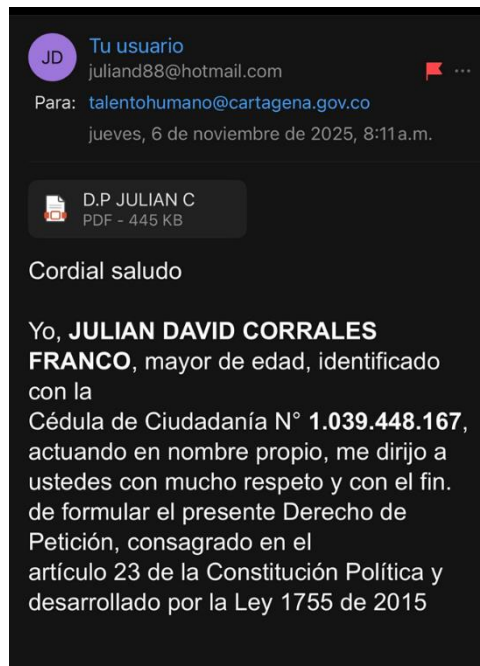 JD
Tu usuario
juliand88@hotmail.com
Para: talentohumano@cartagena.gov.co
jueves, 6 de noviembre de 2025, 8:11 a.m.
D.P JULIAN C
PDF - 445 KB
Cordial saludo
Yo, JULIAN DAVID CORRALES
FRANCO, mayor de edad, identificado
con la
Cédula de Ciudadanía N° 1.039.448.167,
actuando en nombre propio, me dirijo a
ustedes con mucho respeto y con el fin.
de formular el presente Derecho de
Petición, consagrado en el
artículo 23 de la Constitución Política y
desarrollado por la Ley 1755 de 2015